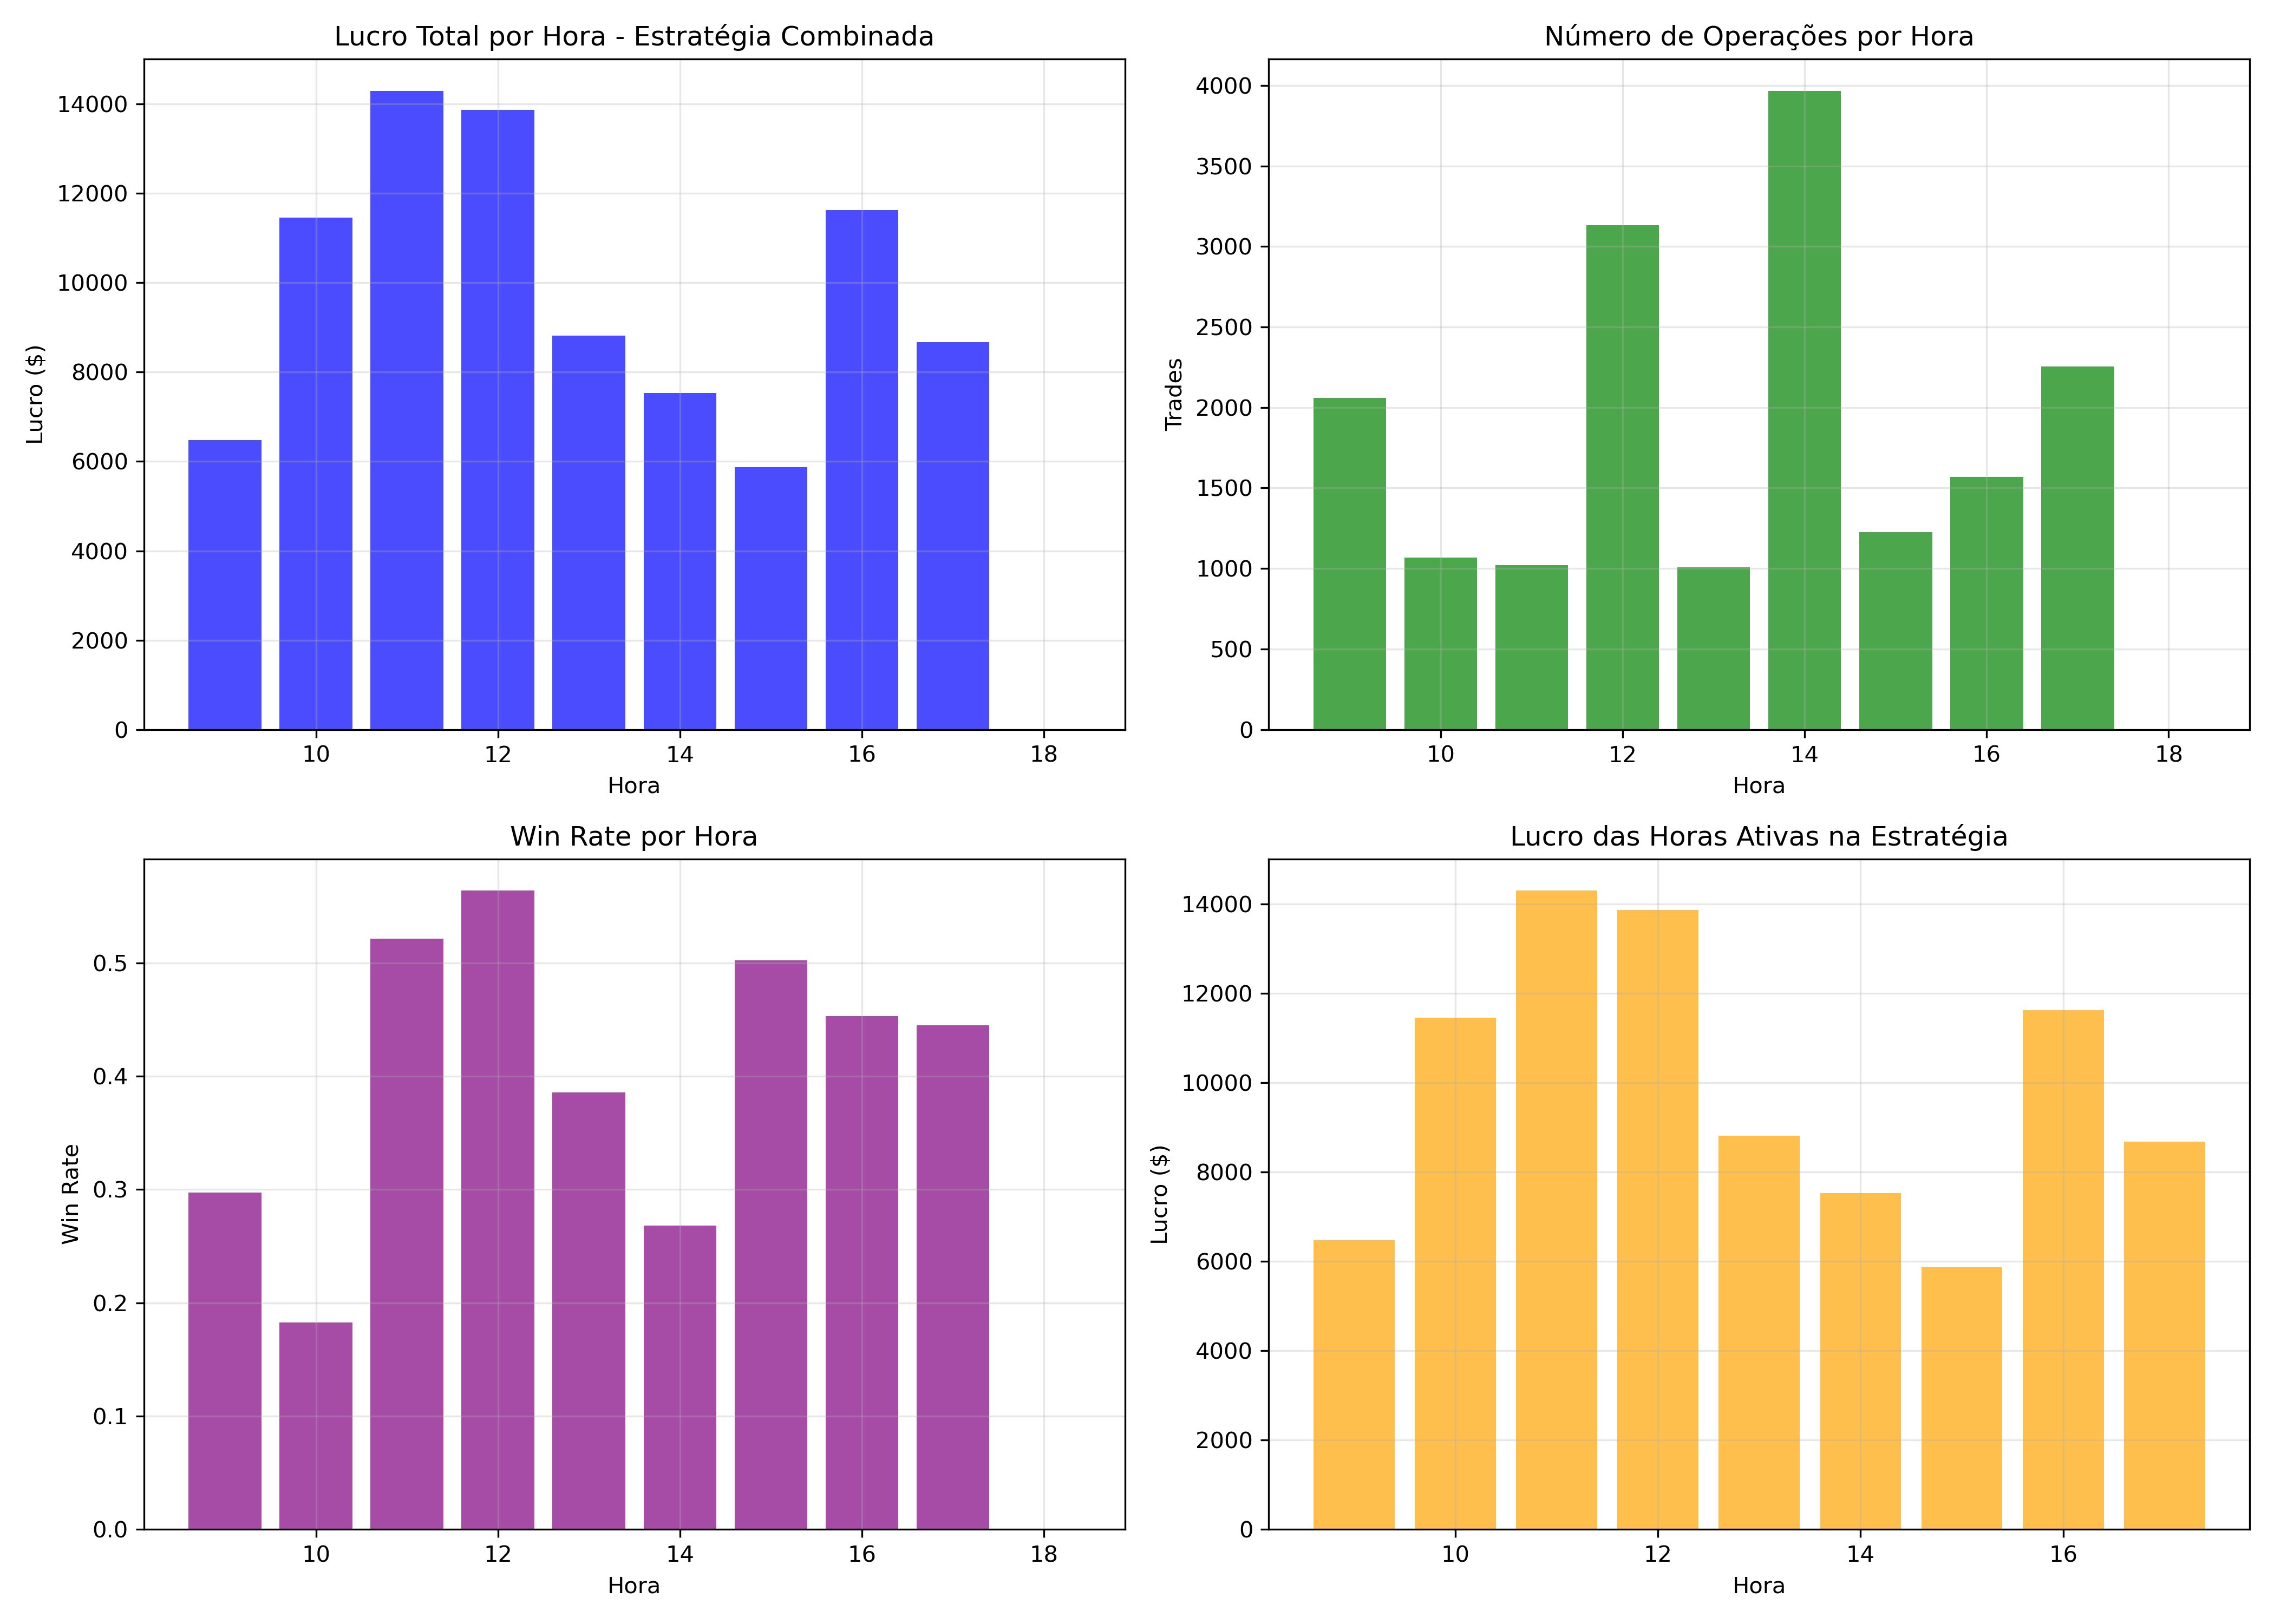 Lucro Total por Hora - Estratégia Combinada
Lucro ($)
14000
12000
10000
8000
6000
4000
2000
0
10 12 14 16 18
Hora
Número de Operações por Hora
Trades
4000
3500
3000
2500
2000
1500
1000
500
0
10 12 14 16 18
Hora
Win Rate por Hora
Win Rate
0.5
0.4
0.3
0.2
0.1
0.0
10 12 14 16 18
Hora
Lucro das Horas Ativas na Estratégia
Lucro ($)
14000
12000
10000
8000
6000
4000
2000
0
10 12 14 16
Hora